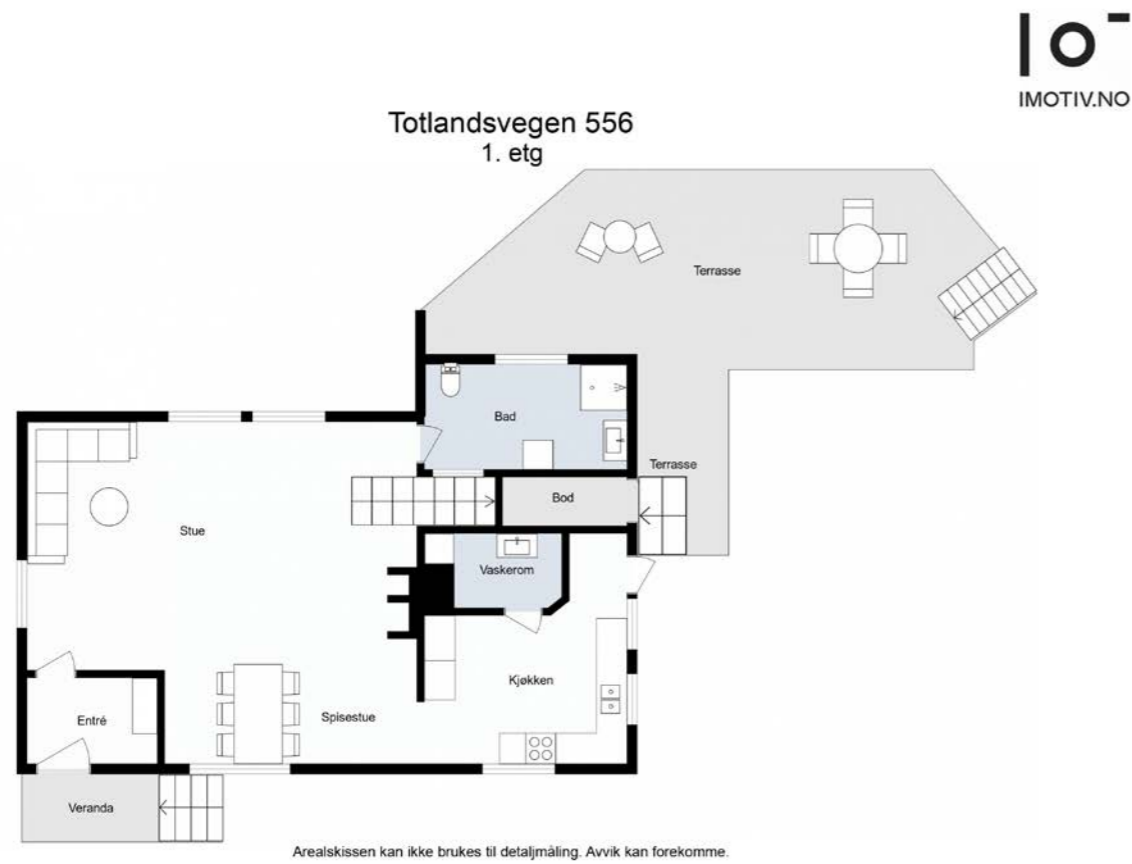 IMOTIV.NO
Totlandsvegen 556
1. etg
Terrasse
Bad
Terrasse
Bod
Stue
Vaskerom
Kjøkken
Entré
Spisestue
Veranda
Arealskissen kan ikke brukes til detaljmåling. Avvik kan forekomme.